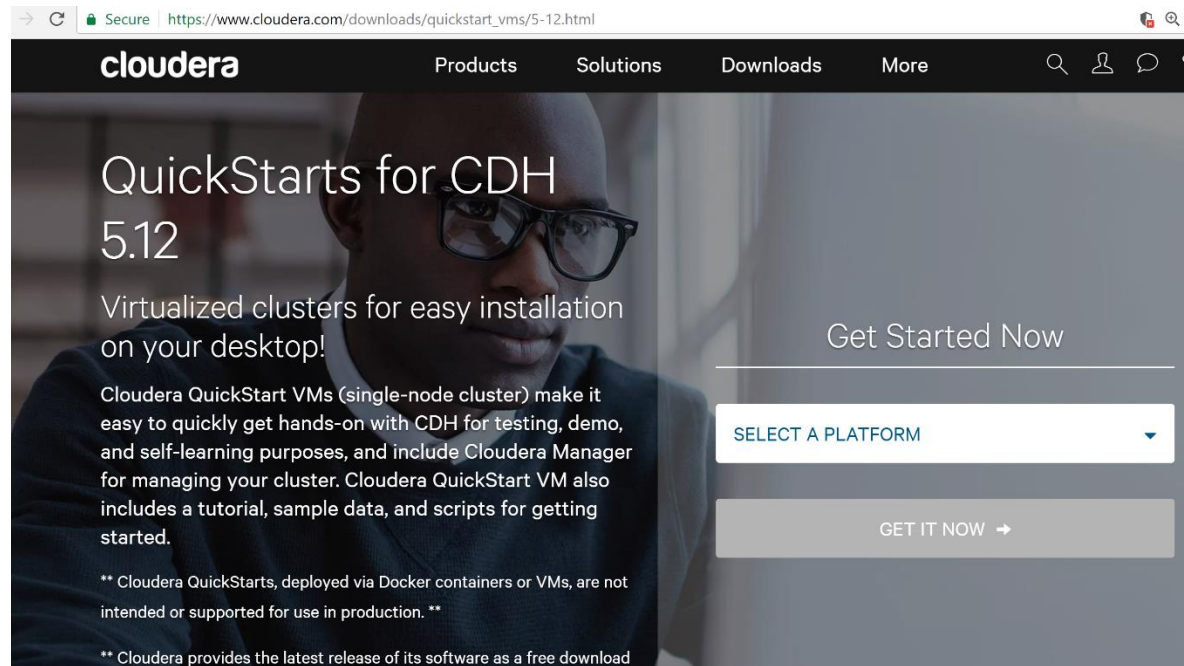 Secure https://www.cloudera.com/downloads/quickstart_vms/5-12.html
cloudera Products Solutions Downloads More
QuickStarts for CDH
5.12
Virtualized clusters for easy installation
on your desktop!
Cloudera QuickStart VMs (single-node cluster) make it
easy to quickly get hands-on with CDH for testing, demo,
and self-learning purposes, and include Cloudera Manager
for managing your cluster. Cloudera QuickStart VM also
includes a tutorial, sample data, and scripts for getting
started.
** Cloudera QuickStarts, deployed via Docker containers or VMs, are not
intended or supported for use in production. **
** Cloudera provides the latest release of its software as a free download
Get Started Now
SELECT A PLATFORM
GET IT NOW